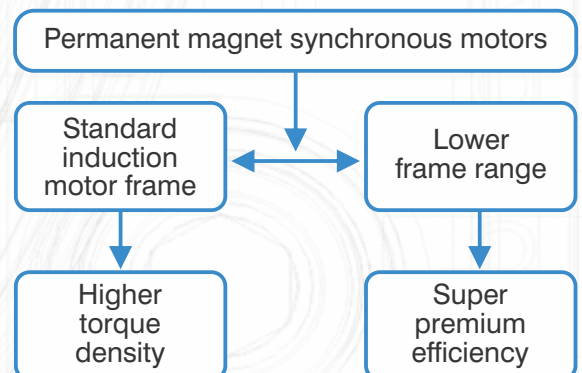 Permanent magnet synchronous motors
Standard
induction
motor frame
Lower
frame range
Higher
torque
density
Super
premium
efficiency